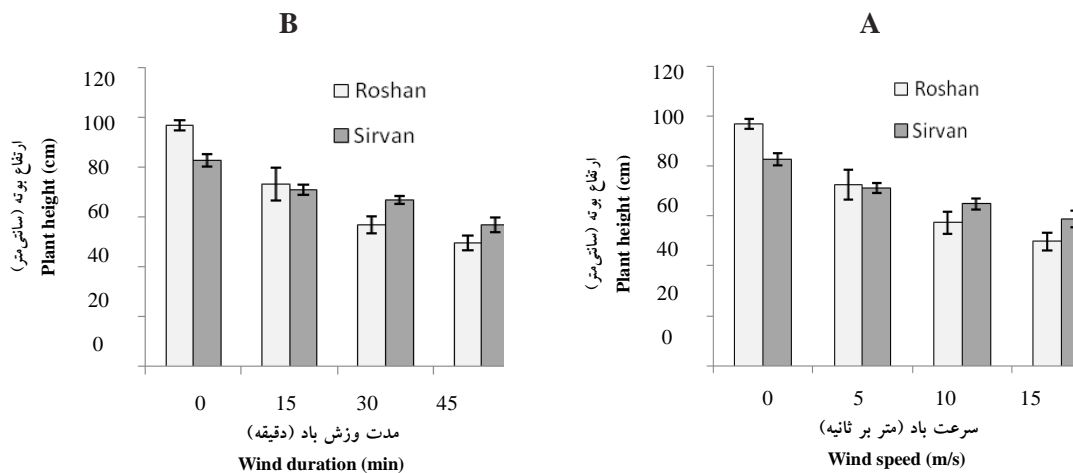 B
120
100
80
60
40
20
0
ارتفاع بوته (سانتی‌متر)
Plant height (cm)
Roshan
Sirvan
0 15 30 45
مدت وزش باد (دقیقه)
Wind duration (min)
A
120
100
80
60
40
20
0
ارتفاع بوته (سانتی‌متر)
Plant height (cm)
Roshan
Sirvan
0 5 10 15
سرعت باد (متر بر ثانیه)
Wind speed (m/s)